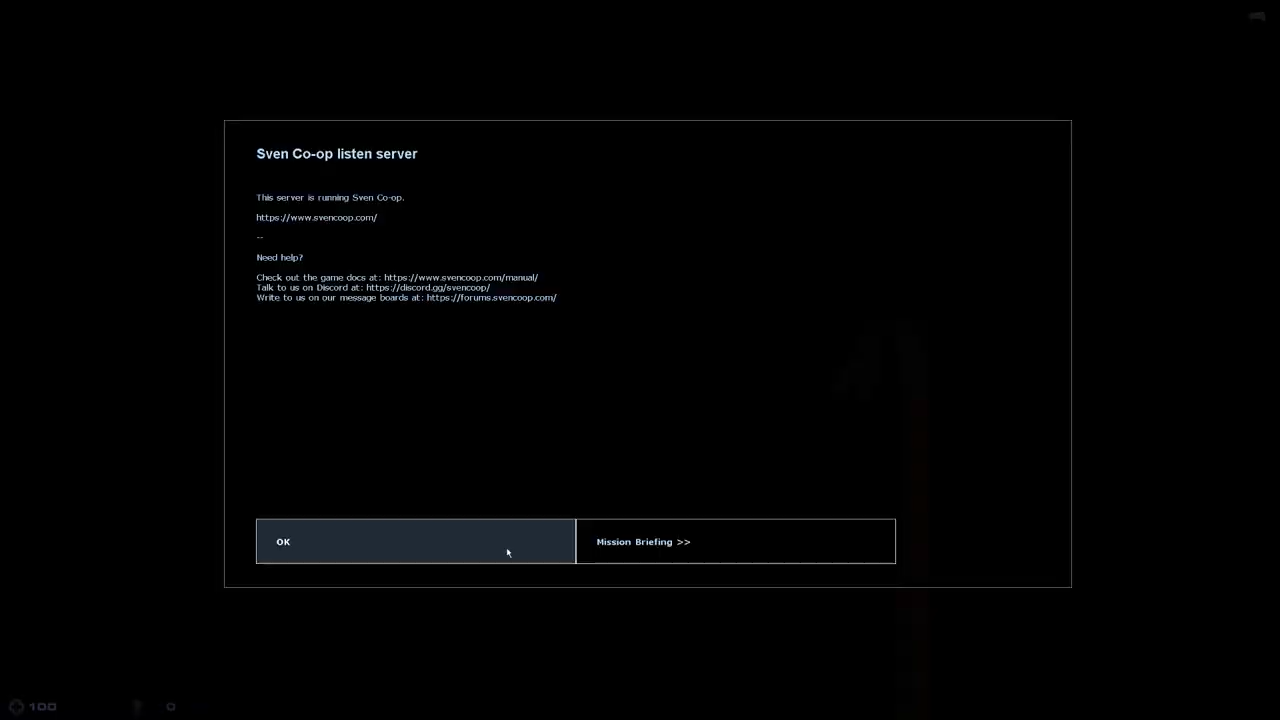 Sven Co-op listen server
This server is running Sven Co-op.
https://www.svencoop.com/
--
Need help?
Check out the game docs at: https://www.svencoop.com/manual/
Talk to us on Discord at: https://discord.gg/svencoop/
Write to us on our message boards at: https://forums.svencoop.com/
OK
Mission Briefing >>
100
0